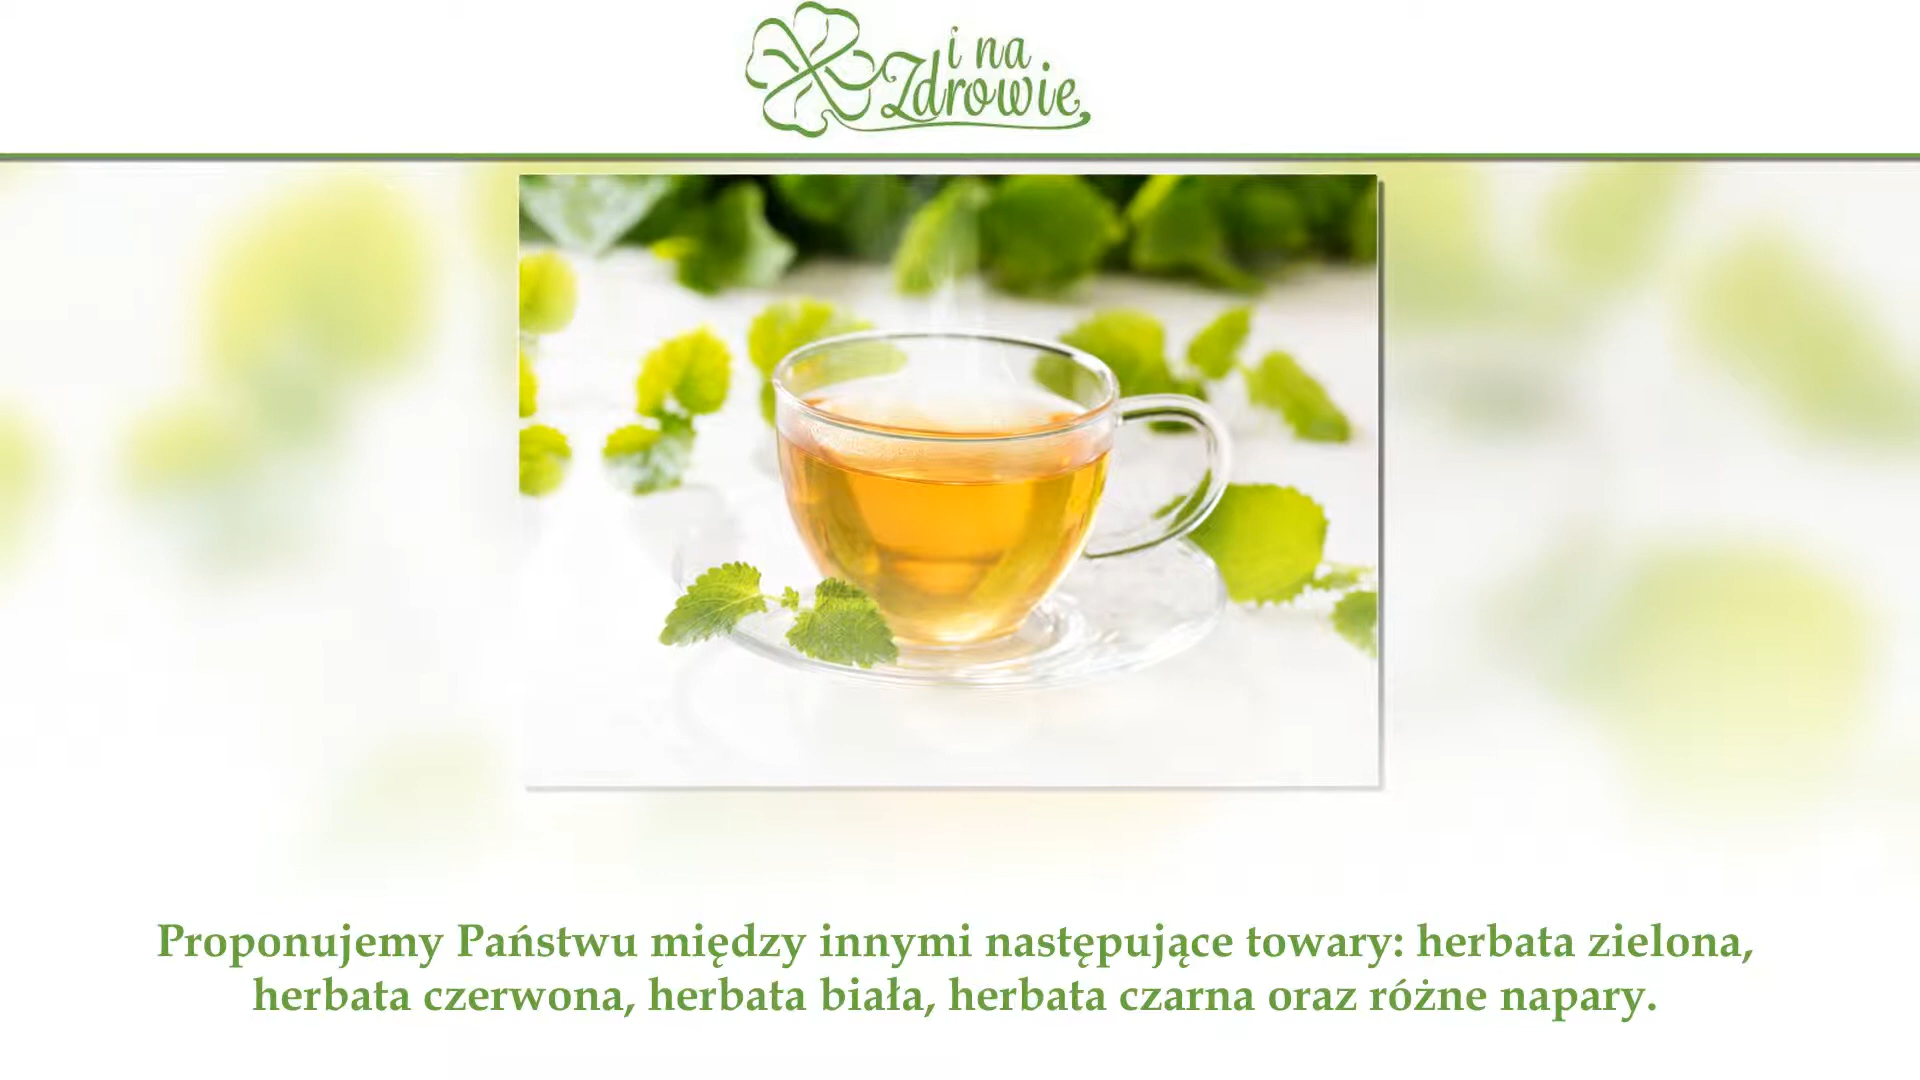 i na
Zdrowie
Proponujemy Państwu między innymi następujące towary: herbata zielona,
herbata czerwona, herbata biała, herbata czarna oraz różne napary.